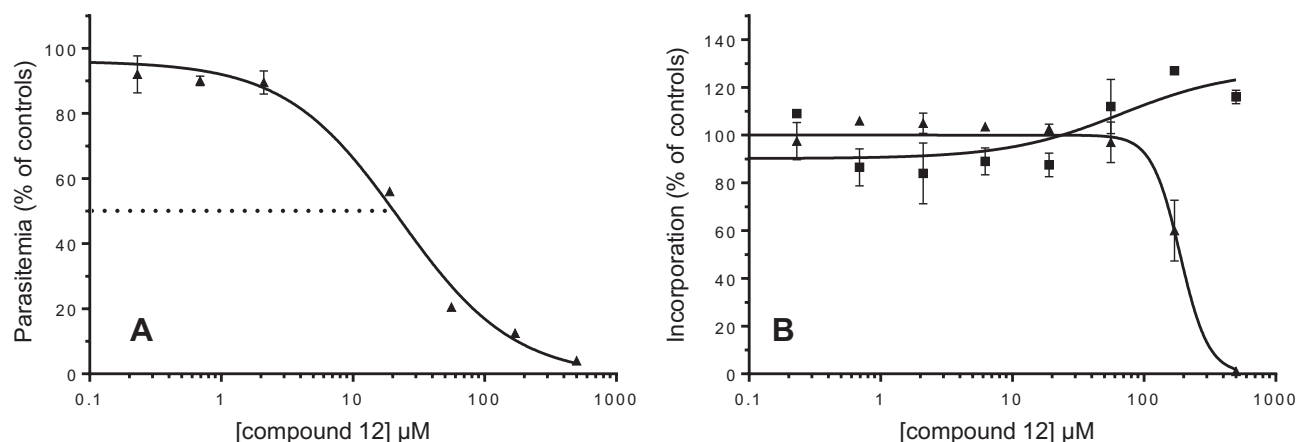 Parasitemia (% of controls)
100
80
60
40
20
0
0.1 1 10 100 1000
[compound 12] μM
A
Incorporation (% of controls)
140
120
100
80
60
40
20
0
0.1 1 10 100 1000
[compound 12] μM
B